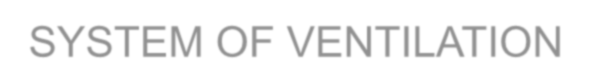 SYSTEM OF VENTILATION